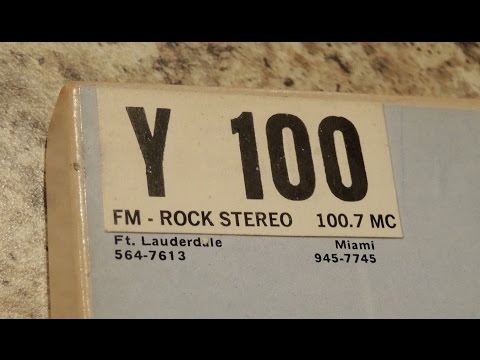 Y 100
FM - ROCK STEREO 100.7 MC
Ft. Lauderdale Miami
564-7613 945-7745